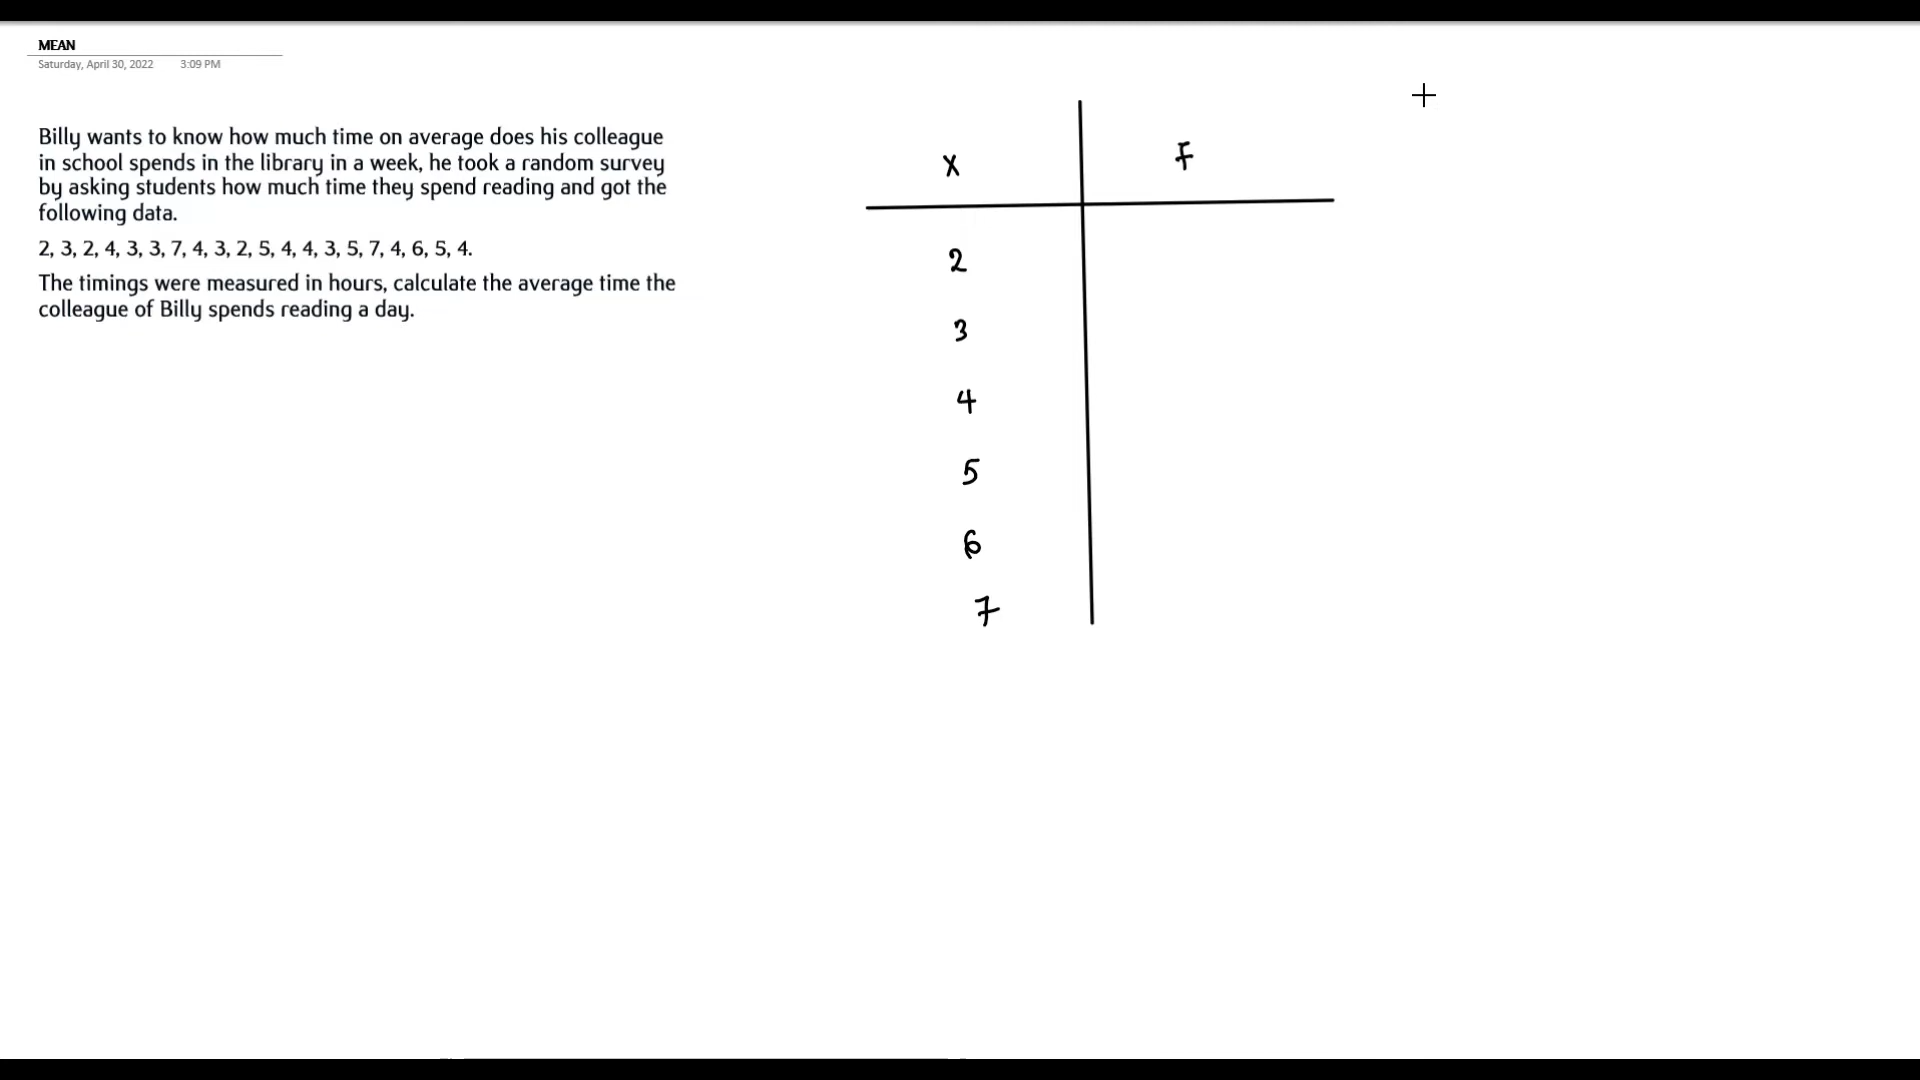 MEAN
Saturday, April 30, 2022 3:09 PM
Billy wants to know how much time on average does his colleague
in school spends in the library in a week, he took a random survey
by asking students how much time they spend reading and got the
following data.
2, 3, 2, 4, 3, 3, 7, 4, 3, 2, 5, 4, 4, 3, 5, 7, 4, 6, 5, 4.
The timings were measured in hours, calculate the average time the
colleague of Billy spends reading a day.
X F
2
3
4
5
6
7